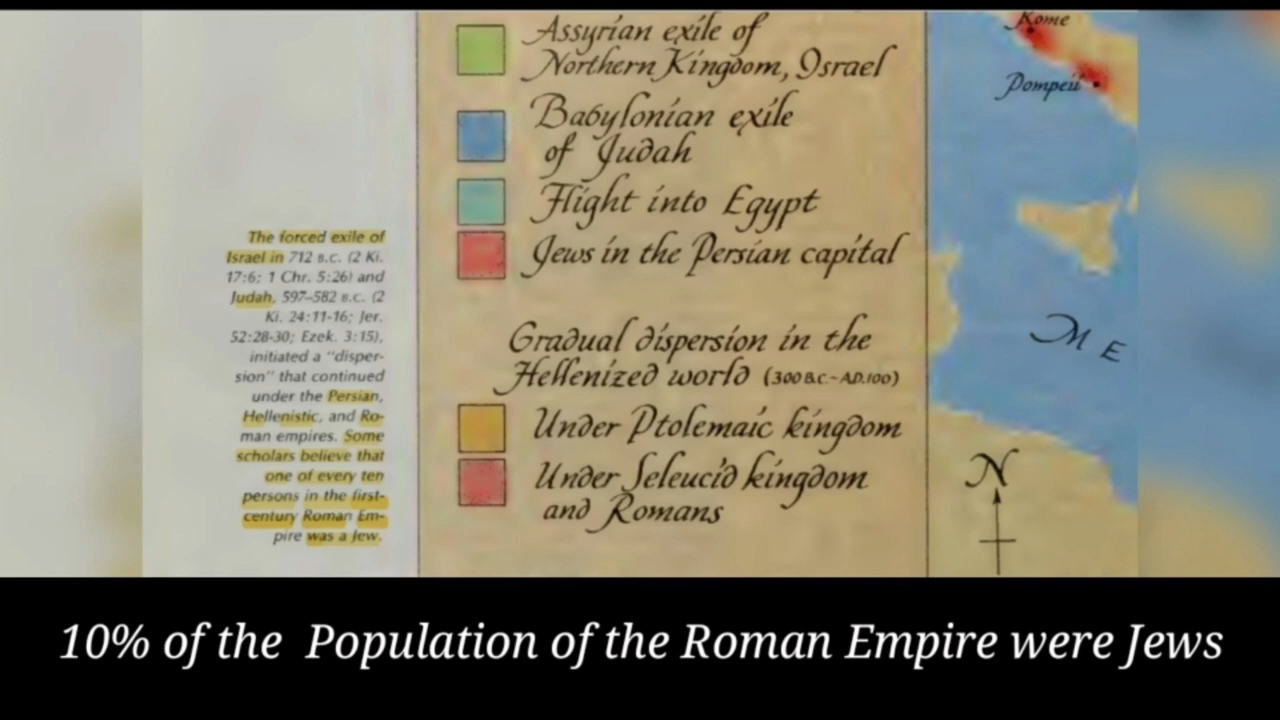 The forced exile of
Israel in 712 B.C. (2 Ki.
17:6; 1 Chr. 5:26) and
Judah, 597–582 B.C. (2
Ki. 24:11-16; Jer.
52:28-30; Ezek. 3:15),
initiated a "disper-
sion" that continued
under the Persian,
Hellenistic, and Ro-
man empires. Some
scholars believe that
one of every ten
persons in the first-
century Roman Em-
pire was a Jew.
Assyrian exile of
Northern Kingdom, Israel
Babylonian exile
of Judah
Flight into Egypt
Jews in the Persian capital
Gradual dispersion in the
Hellenized world (300 B.C.–A.D.100)
Under Ptolemaic kingdom
Under Seleucid kingdom
and Romans
Rome
Pompeii
M E
N
10% of the Population of the Roman Empire were Jews